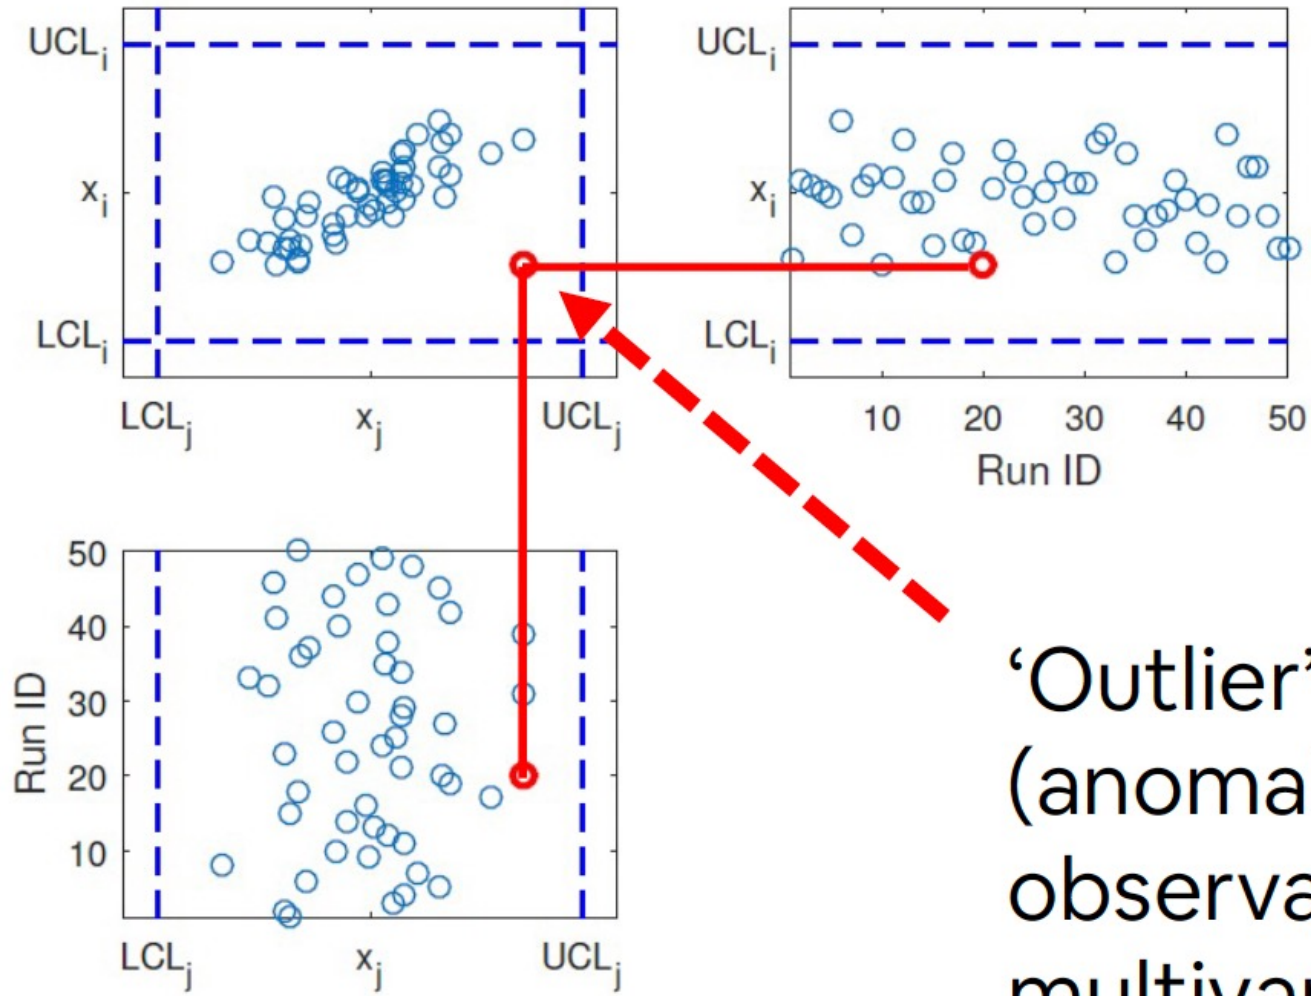 UCLi
xi
LCLi
LCLj xj UCLj
UCLi
xi
LCLi
10 20 30 40 50
Run ID
50
40
30
20
10
Run ID
LCLj xj UCLj
‘Outlier’
(anoma
observa
multivar